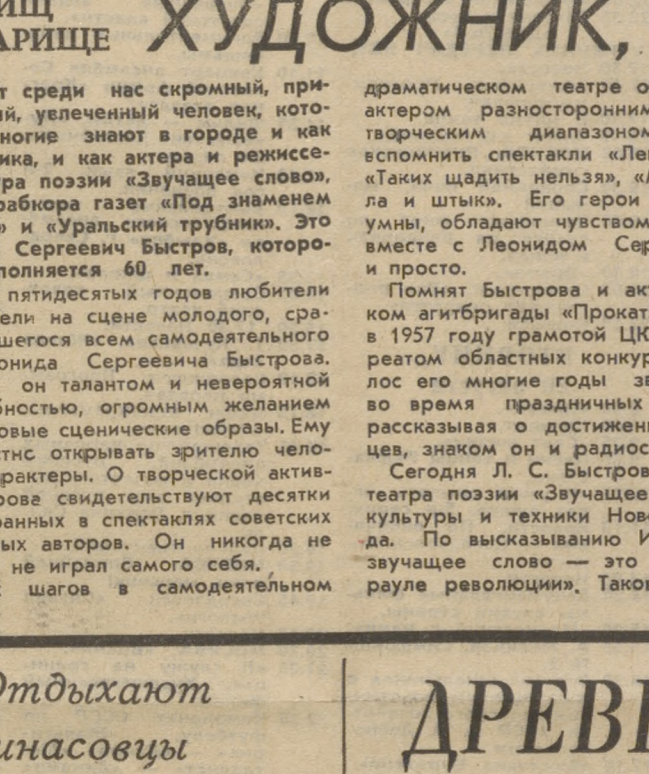 ИЩ
АРИЩЕ
ХУДОЖНИК,
т среди нас скромный, при-
й, увлеченный человек, кото-
ногие знают в городе и как
ика, и как актера и режиссе-
ра поэзии «Звучащее слово»,
рабкора газет «Под знаменем
» и «Уральский трубник». Это
Сергеевич Быстров, которо-
полняется 60 лет.
пятидесятых годов любители
ели на сцене молодого, сра-
шегося всем самодеятельного
онида Сергеевича Быстрова.
он талантом и невероятной
бностью, огромным желанием
овые сценические образы. Ему
стно открывать зрителю чело-
рактеры. О творческой актив-
рова свидетельствуют десятки
ранных в спектаклях советских
ых авторов. Он никогда не
не играл самого себя.
шагов в самодеятельном
драматическом театре о
актером разносторонним
творческим диапазоном
вспомнить спектакли «Ле
«Таких щадить нельзя», «
ла и штык». Его герои
умны, обладают чувством
вместе с Леонидом Сер
и просто.
Помнят Быстрова и ак
ком агитбригады «Прокат
в 1957 году грамотой ЦК
реатом областных конкур
лос его многие годы зв
во время праздничных
рассказывая о достижен
цев, знаком он и радиос
Сегодня Л. С. Быстров
театра поэзии «Звучащее
культуры и техники Нов
да. По высказыванию И
звучащее слово — это
рауле революции». Тако
Отдыхают
инасовцы
ДРЕВ